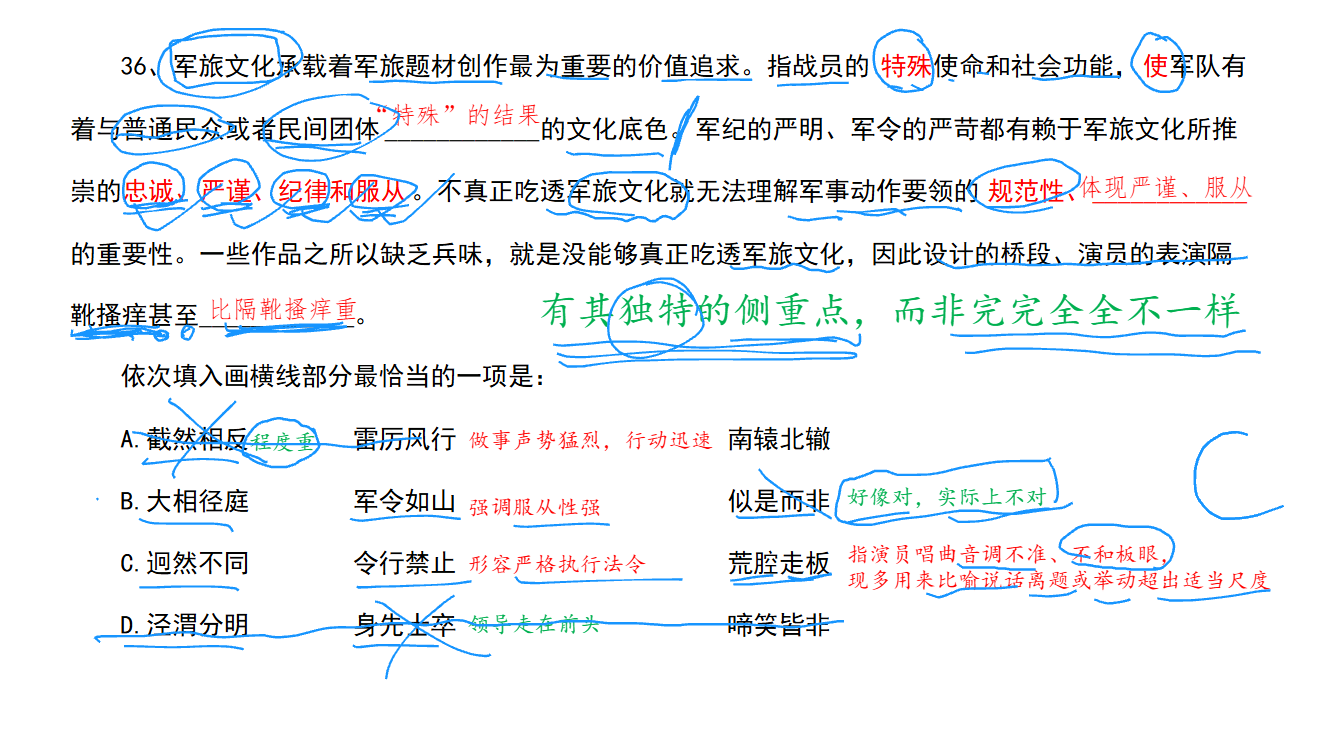 36、军旅文化承载着军旅题材创作最为重要的价值追求。指战员的 特殊使命和社会功能，使军队有
着与普通民众或者民间团体____________的文化底色。军纪的严明、军令的严苛都有赖于军旅文化所推
“特殊”的结果
崇的忠诚、严谨、纪律和服从。不真正吃透军旅文化就无法理解军事动作要领的 规范性、____________
体现严谨、服从
的重要性。一些作品之所以缺乏兵味，就是没能够真正吃透军旅文化，因此设计的桥段、演员的表演隔
靴搔痒甚至____________。
比隔靴搔痒重
有其独特的侧重点，而非完完全全不一样
依次填入画横线部分最恰当的一项是：
A.截然相反 程度重 雷厉风行 做事声势猛烈，行动迅速 南辕北辙
B.大相径庭 军令如山 强调服从性强 似是而非 好像对，实际上不对
C.迥然不同 令行禁止 形容严格执行法令 荒腔走板 指演员唱曲音调不准、不和板眼，
现多用来比喻说话离题或举动超出适当尺度
D.泾渭分明 身先士卒 领导走在前头 啼笑皆非